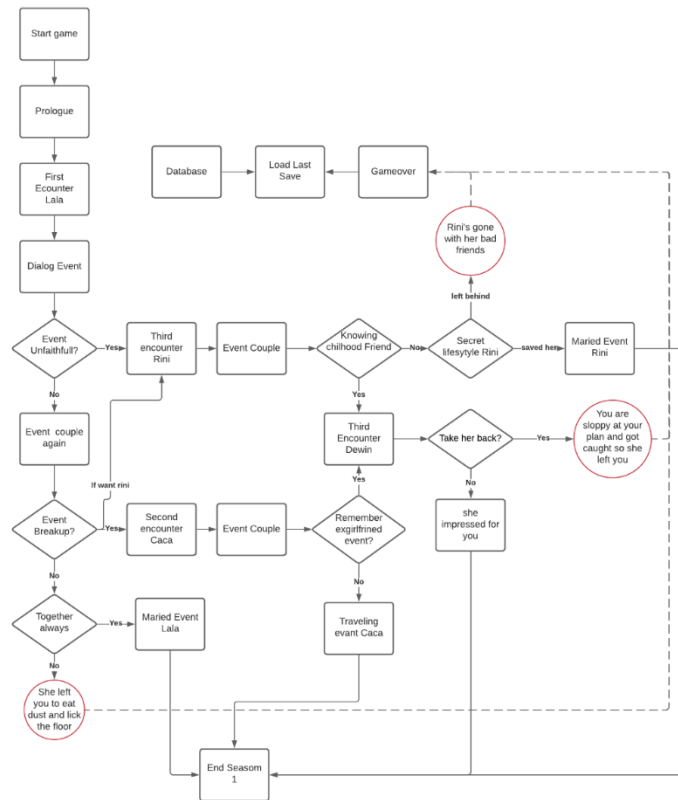 Start game
Prologue
First
Ecounter
Lala
Dialog Event
Database
Load Last
Save
Gameover
Rini's gone
with her bad
friends
left behind
Event
Unfaithfull?
Yes
Third
encounter
Rini
Event Couple
Knowing
chilhood Friend
No
Secret
lifesytyle Rini
saved her
Maried Event
Rini
No
Yes
Event couple
again
Third
Encounter
Dewin
Take her back?
Yes
You are
sloppy at your
plan and got
caught so she
left you
If want rini
Yes
No
Event
Breakup?
Yes
Second
encounter
Caca
Event Couple
Remember
exgirlfrined
event?
she
impressed for
you
No
No
Together
always
Yes
Maried Event
Lala
Traveling
evant Caca
No
She left
you to eat
dust and lick
the floor
End Seasom
1